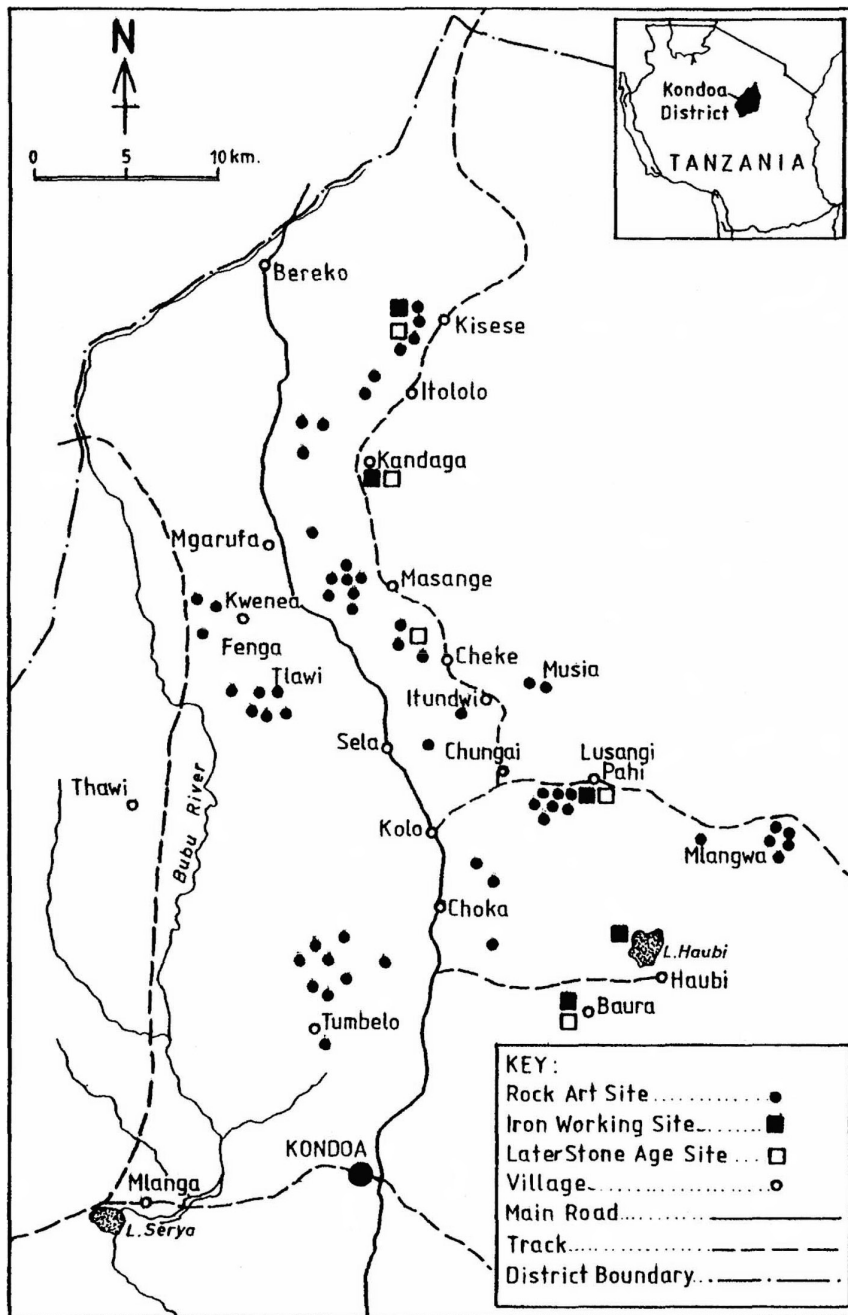 N
0 5 10 km.
Kondoa
District
TANZANIA
Bereko
Kisese
Itololo
Kandaga
Mgarufa
Masange
Kwenea
Fenga
Cheke
Musia
Tlawi
Itundwi
Sela
Chungai
Lusangi
Pahi
Thawi
Bubu River
Kolo
Mlangwa
Choka
L.Haubi
Haubi
Baura
Tumbelo
KONDOA
Mlanga
L.Serya
KEY:
Rock Art Site
Iron Working Site
Later Stone Age Site
Village
Main Road
Track
District Boundary